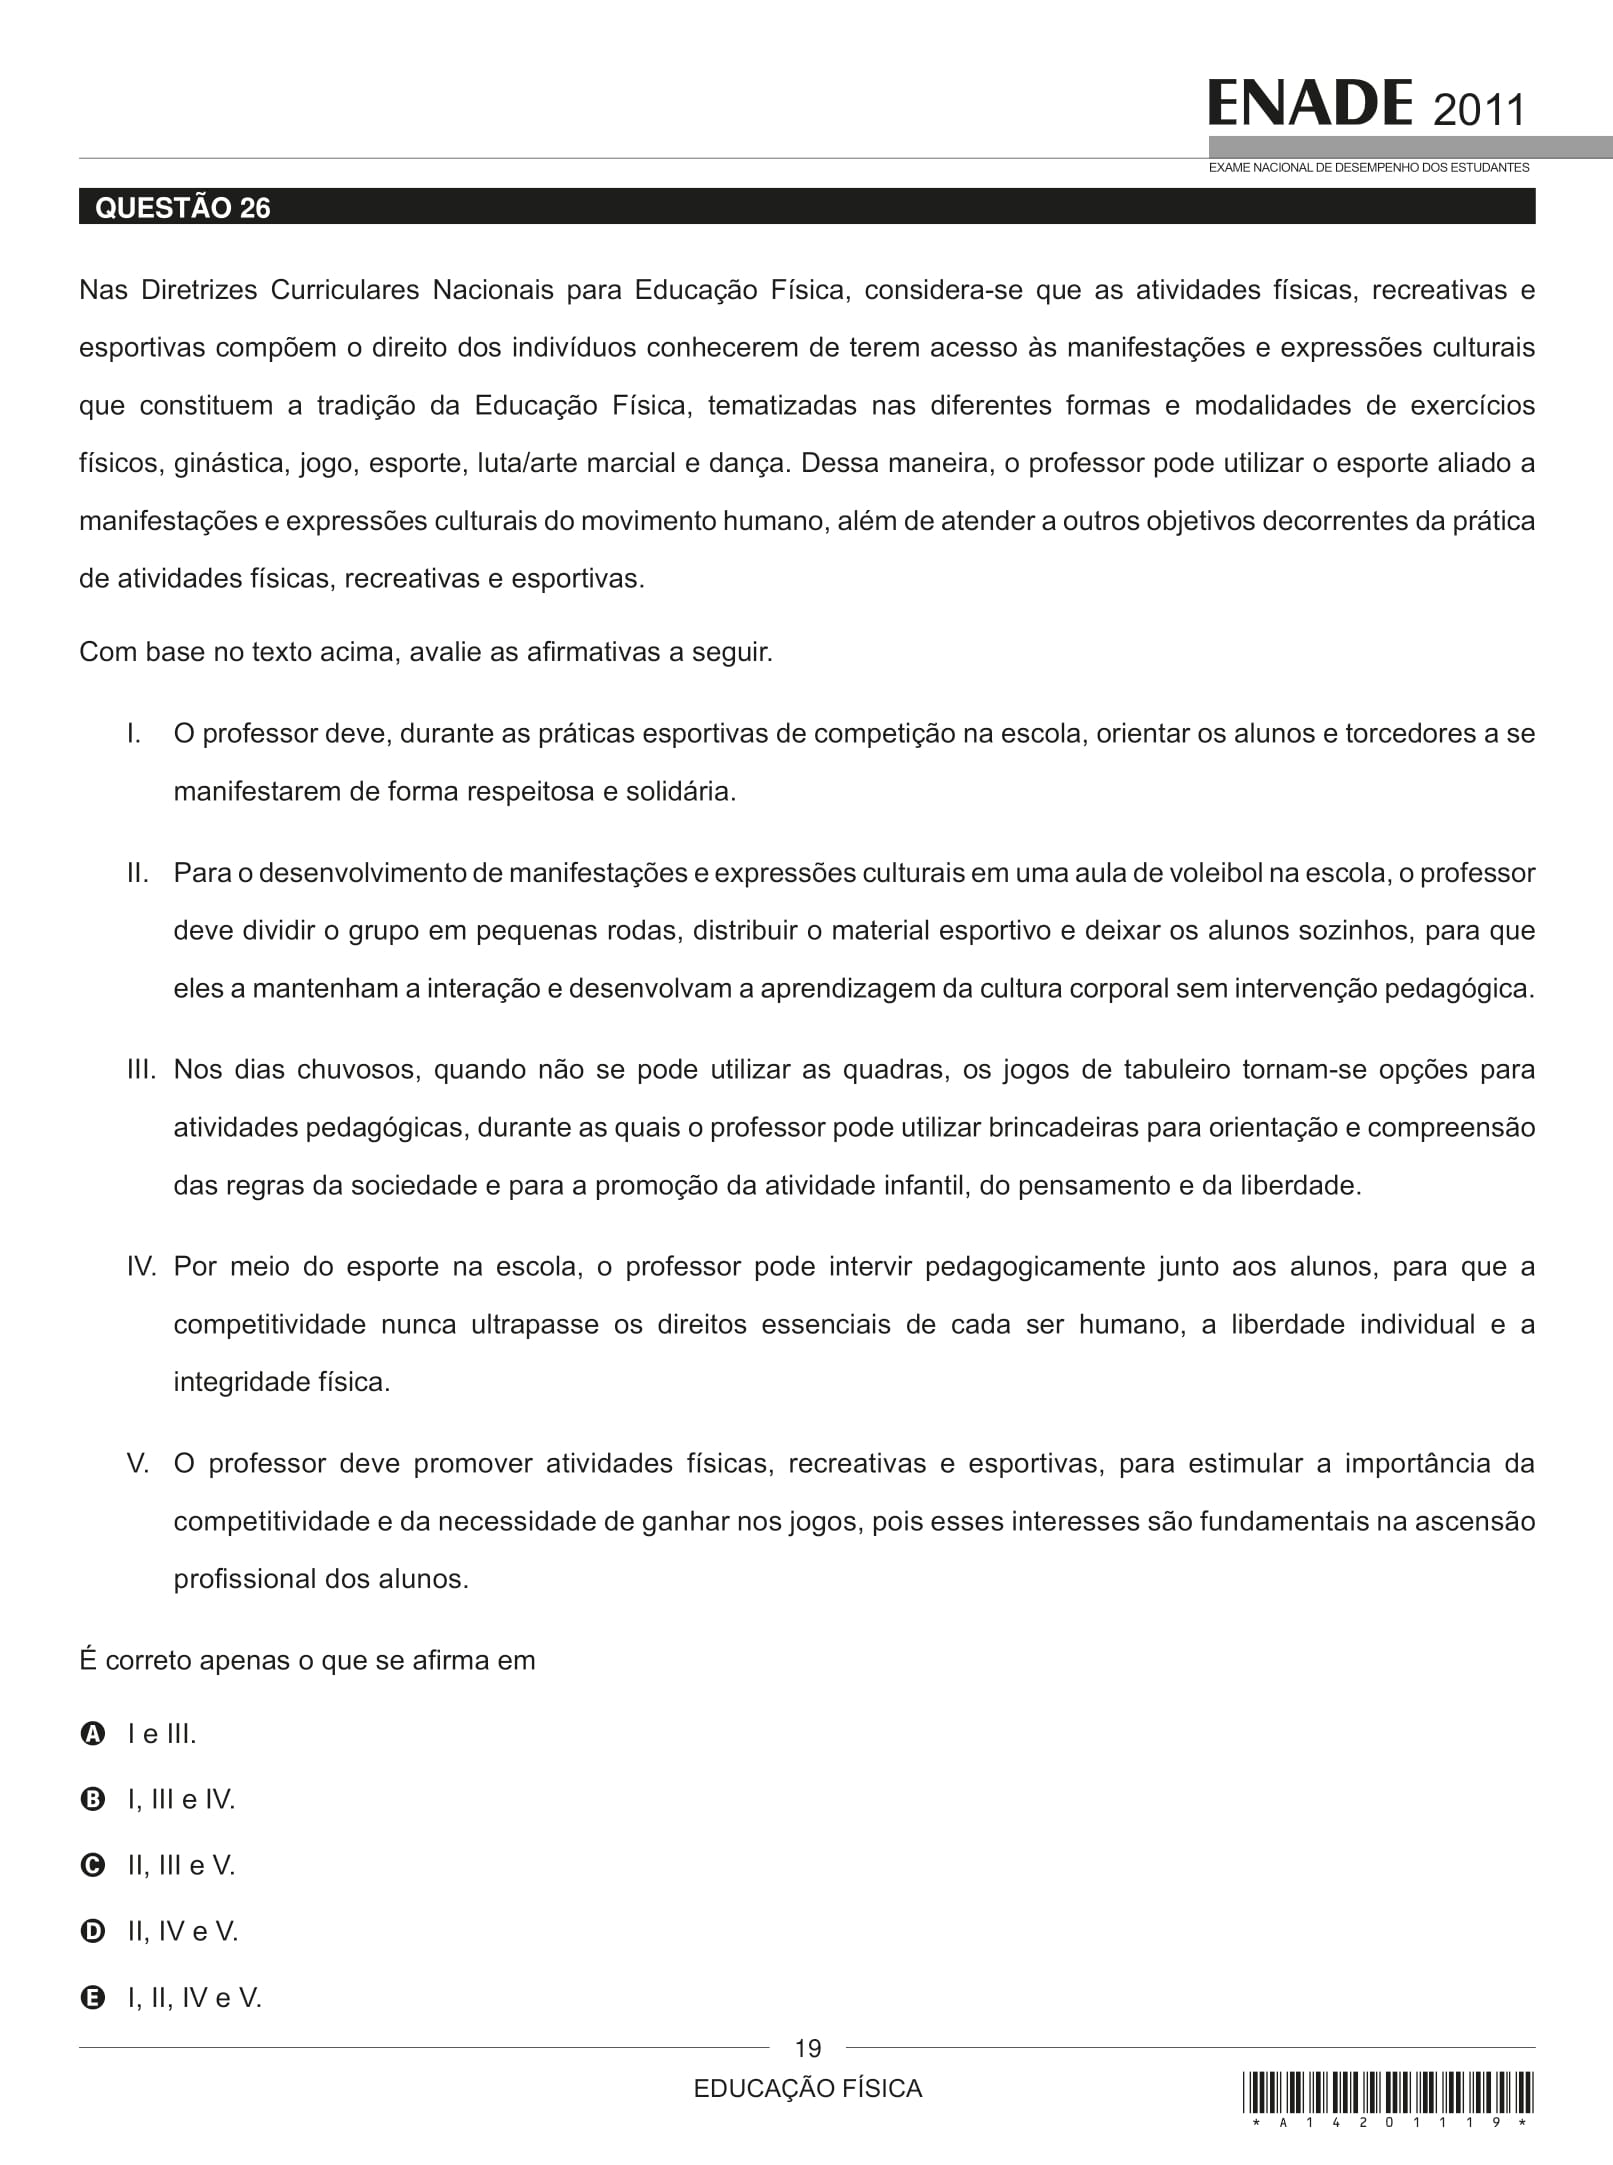 ENADE 2011
EXAME NACIONAL DE DESEMPENHO DOS ESTUDANTES
QUESTÃO 26
Nas Diretrizes Curriculares Nacionais para Educação Física, considera-se que as atividades físicas, recreativas e
esportivas compõem o direito dos indivíduos conhecerem de terem acesso às manifestações e expressões culturais
que constituem a tradição da Educação Física, tematizadas nas diferentes formas e modalidades de exercícios
físicos, ginástica, jogo, esporte, luta/arte marcial e dança. Dessa maneira, o professor pode utilizar o esporte aliado a
manifestações e expressões culturais do movimento humano, além de atender a outros objetivos decorrentes da prática
de atividades físicas, recreativas e esportivas.
Com base no texto acima, avalie as afirmativas a seguir.
I. O professor deve, durante as práticas esportivas de competição na escola, orientar os alunos e torcedores a se
manifestarem de forma respeitosa e solidária.
II. Para o desenvolvimento de manifestações e expressões culturais em uma aula de voleibol na escola, o professor
deve dividir o grupo em pequenas rodas, distribuir o material esportivo e deixar os alunos sozinhos, para que
eles a mantenham a interação e desenvolvam a aprendizagem da cultura corporal sem intervenção pedagógica.
III. Nos dias chuvosos, quando não se pode utilizar as quadras, os jogos de tabuleiro tornam-se opções para
atividades pedagógicas, durante as quais o professor pode utilizar brincadeiras para orientação e compreensão
das regras da sociedade e para a promoção da atividade infantil, do pensamento e da liberdade.
IV. Por meio do esporte na escola, o professor pode intervir pedagogicamente junto aos alunos, para que a
competitividade nunca ultrapasse os direitos essenciais de cada ser humano, a liberdade individual e a
integridade física.
V. O professor deve promover atividades físicas, recreativas e esportivas, para estimular a importância da
competitividade e da necessidade de ganhar nos jogos, pois esses interesses são fundamentais na ascensão
profissional dos alunos.
É correto apenas o que se afirma em
A I e III.
B I, III e IV.
C II, III e V.
D II, IV e V.
E I, II, IV e V.
19
EDUCAÇÃO FÍSICA
* A 1 4 2 0 1 1 1 9 *